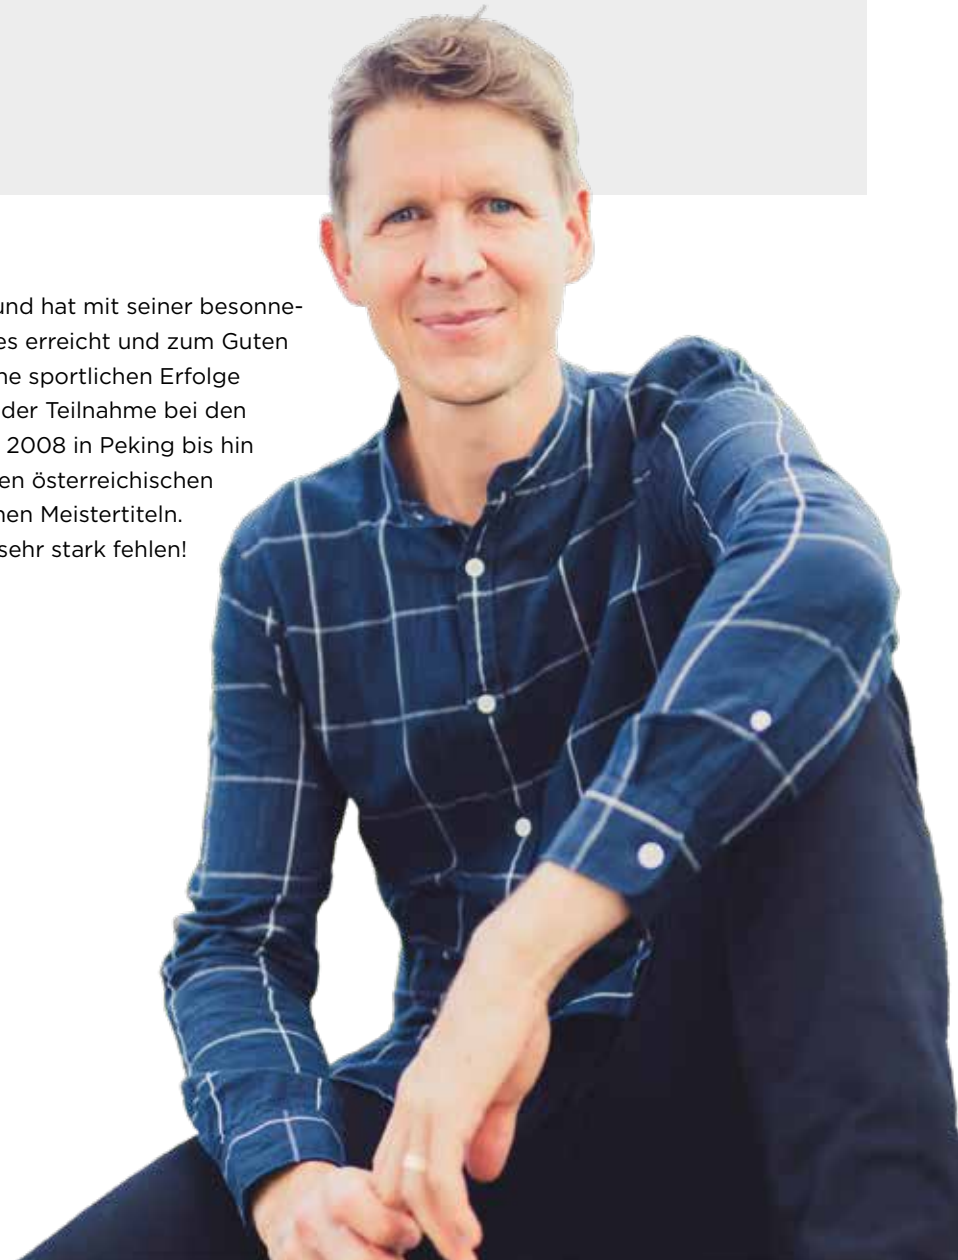 und hat mit seiner besonne-
es erreicht und zum Guten
ne sportlichen Erfolge
der Teilnahme bei den
2008 in Peking bis hin
en österreichischen
hen Meistertiteln.
sehr stark fehlen!